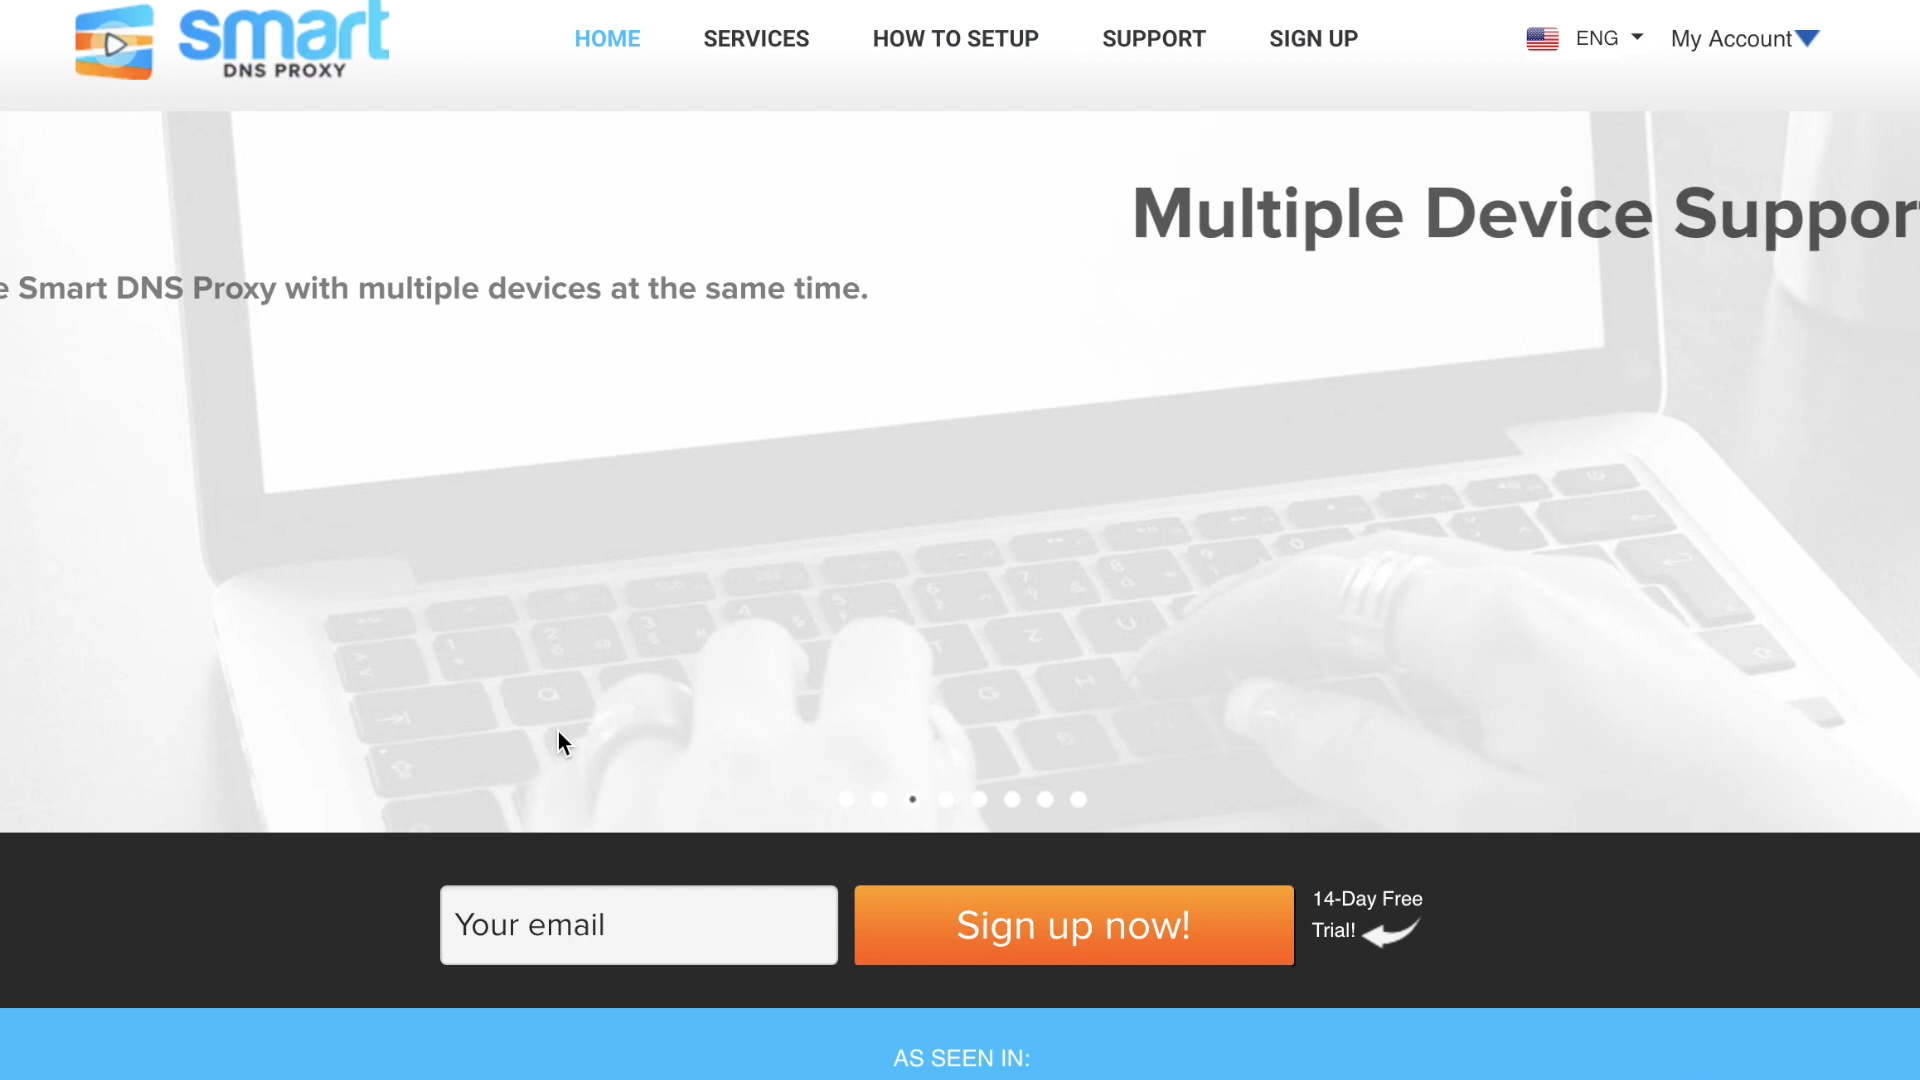 smart
DNS PROXY
HOME
SERVICES
HOW TO SETUP
SUPPORT
SIGN UP
ENG
My Account
Multiple Device Suppor
e Smart DNS Proxy with multiple devices at the same time.
Your email
Sign up now!
14-Day Free
Trial!
AS SEEN IN: